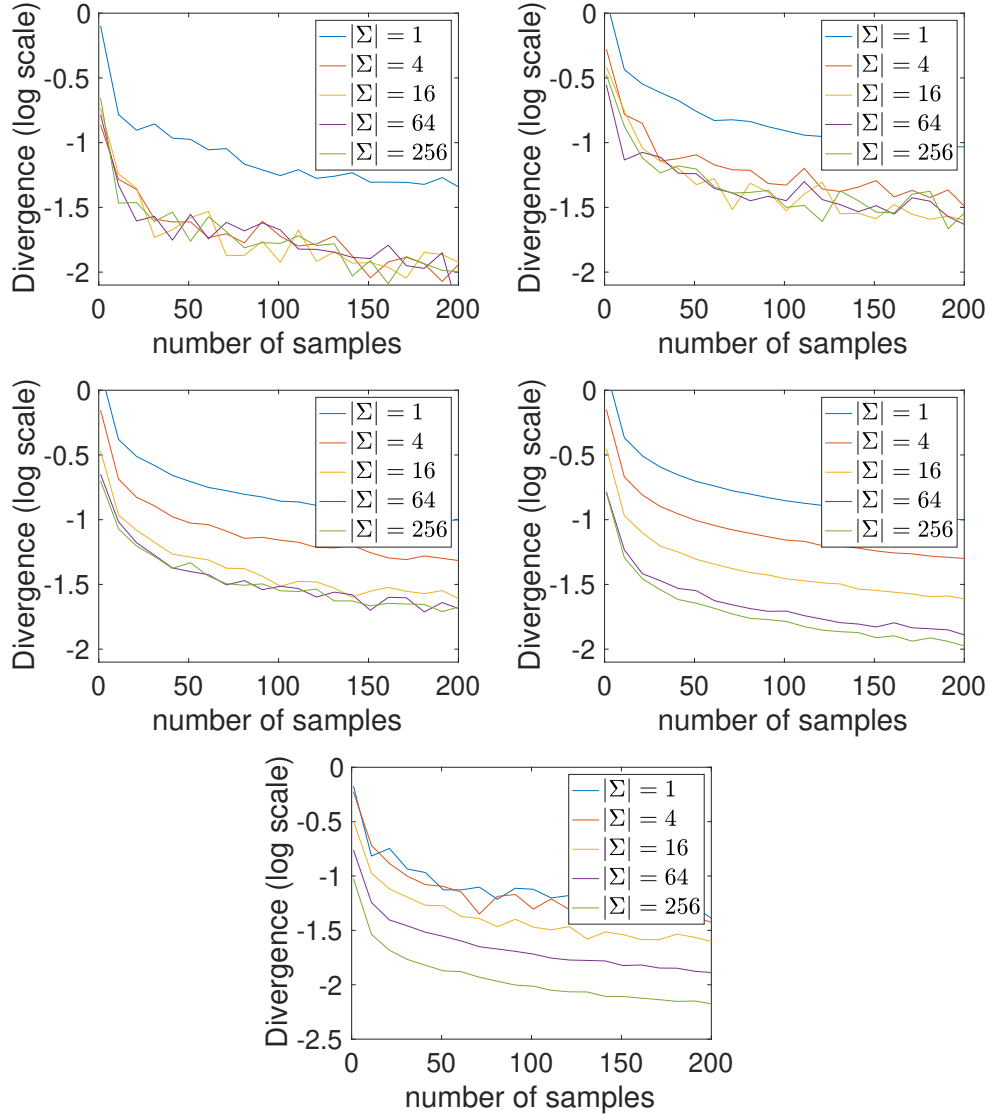 Divergence (log scale)
0
-0.5
-1
-1.5
-2
|Σ| = 1
|Σ| = 4
|Σ| = 16
|Σ| = 64
|Σ| = 256
0 50 100 150 200
number of samples
Divergence (log scale)
0
-0.5
-1
-1.5
-2
|Σ| = 1
|Σ| = 4
|Σ| = 16
|Σ| = 64
|Σ| = 256
0 50 100 150 200
number of samples
Divergence (log scale)
0
-0.5
-1
-1.5
-2
|Σ| = 1
|Σ| = 4
|Σ| = 16
|Σ| = 64
|Σ| = 256
0 50 100 150 200
number of samples
Divergence (log scale)
0
-0.5
-1
-1.5
-2
|Σ| = 1
|Σ| = 4
|Σ| = 16
|Σ| = 64
|Σ| = 256
0 50 100 150 200
number of samples
Divergence (log scale)
0
-0.5
-1
-1.5
-2
-2.5
|Σ| = 1
|Σ| = 4
|Σ| = 16
|Σ| = 64
|Σ| = 256
0 50 100 150 200
number of samples